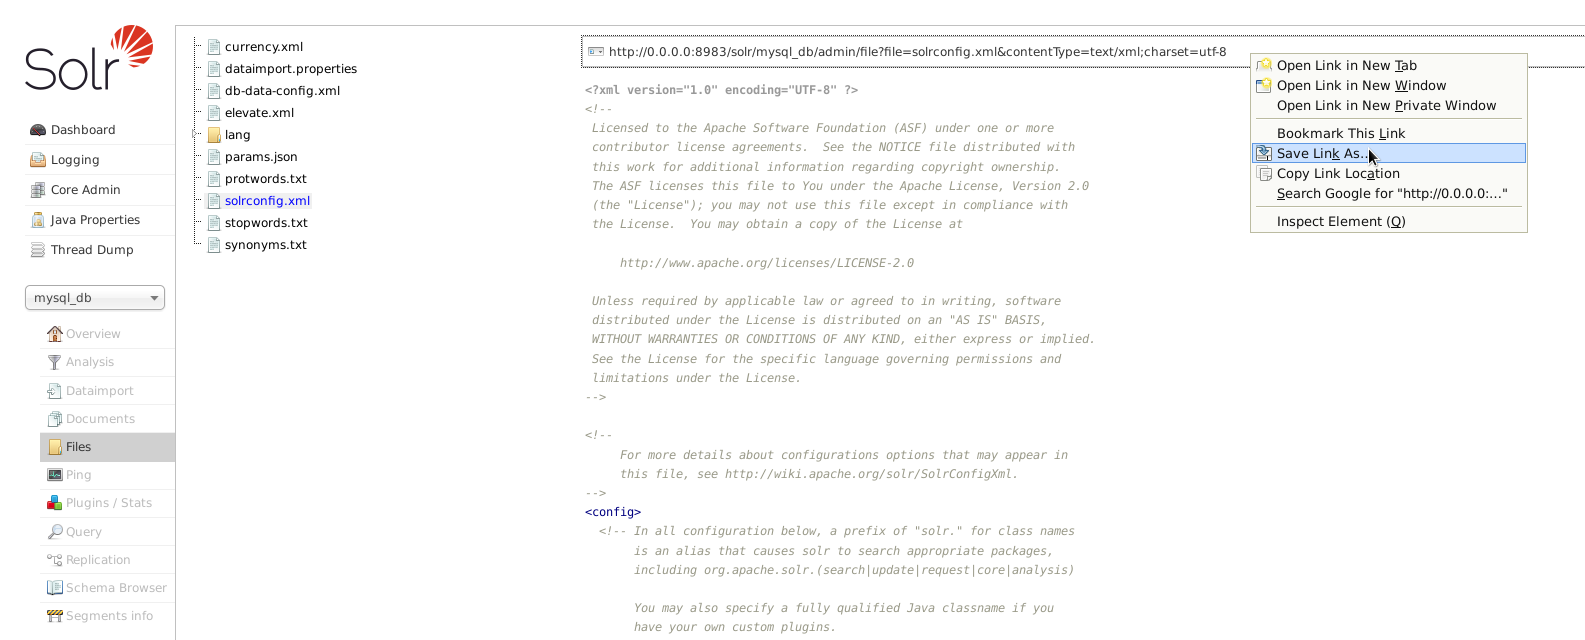 Solr
Dashboard
Logging
Core Admin
Java Properties
Thread Dump
mysql_db
Overview
Analysis
Dataimport
Documents
Files
Ping
Plugins / Stats
Query
Replication
Schema Browser
Segments info
currency.xml
dataimport.properties
db-data-config.xml
elevate.xml
lang
params.json
protwords.txt
solrconfig.xml
stopwords.txt
synonyms.txt
http://0.0.0.0:8983/solr/mysql_db/admin/file?file=solrconfig.xml&contentType=text/xml;charset=utf-8
<?xml version="1.0" encoding="UTF-8" ?>
<!--
Licensed to the Apache Software Foundation (ASF) under one or more
contributor license agreements.  See the NOTICE file distributed with
this work for additional information regarding copyright ownership.
The ASF licenses this file to You under the Apache License, Version 2.0
(the "License"); you may not use this file except in compliance with
the License.  You may obtain a copy of the License at
http://www.apache.org/licenses/LICENSE-2.0
Unless required by applicable law or agreed to in writing, software
distributed under the License is distributed on an "AS IS" BASIS,
WITHOUT WARRANTIES OR CONDITIONS OF ANY KIND, either express or implied.
See the License for the specific language governing permissions and
limitations under the License.
-->
<!--
For more details about configurations options that may appear in
this file, see http://wiki.apache.org/solr/SolrConfigXml.
-->
<config>
<!-- In all configuration below, a prefix of "solr." for class names
is an alias that causes solr to search appropriate packages,
including org.apache.solr.(search|update|request|core|analysis)
You may also specify a fully qualified Java classname if you
have your own custom plugins.
Open Link in New Tab
Open Link in New Window
Open Link in New Private Window
Bookmark This Link
Save Link As...
Copy Link Location
Search Google for "http://0.0.0.0:..."
Inspect Element (Q)